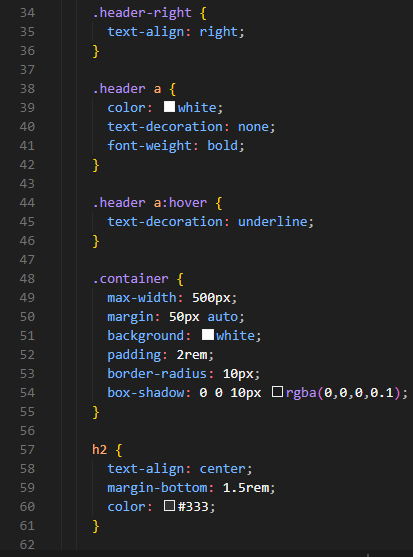 34 .header-right {
35 text-align: right;
36 }
37
38 .header a {
39 color: white;
40 text-decoration: none;
41 font-weight: bold;
42 }
43
44 .header a:hover {
45 text-decoration: underline;
46 }
47
48 .container {
49 max-width: 500px;
50 margin: 50px auto;
51 background: white;
52 padding: 2rem;
53 border-radius: 10px;
54 box-shadow: 0 0 10px rgba(0,0,0,0.1);
55 }
56
57 h2 {
58 text-align: center;
59 margin-bottom: 1.5rem;
60 color: #333;
61 }
62